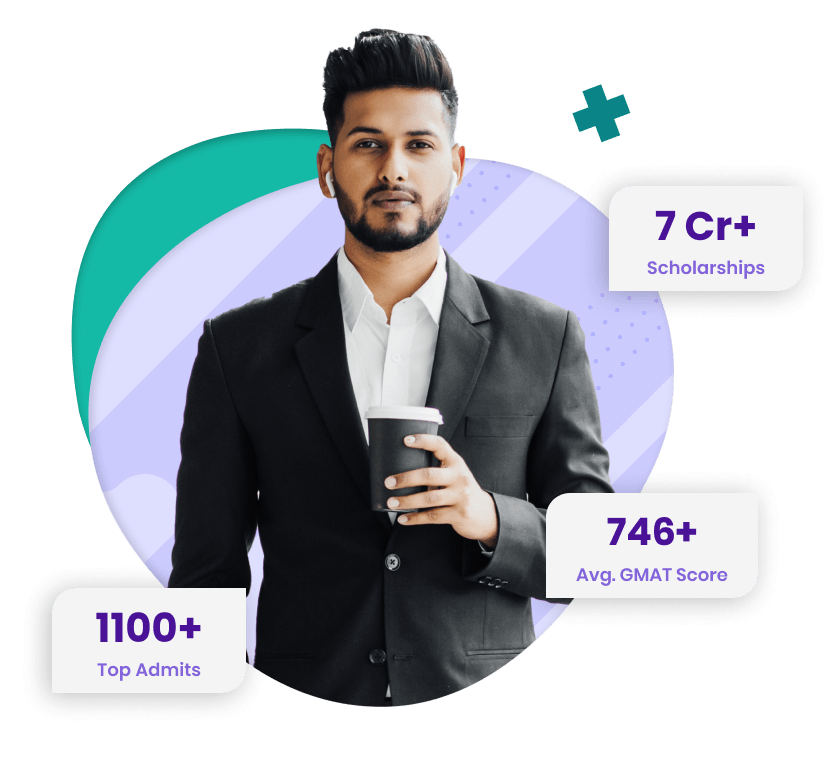 7 Cr+
Scholarships
746+
Avg. GMAT Score
1100+
Top Admits